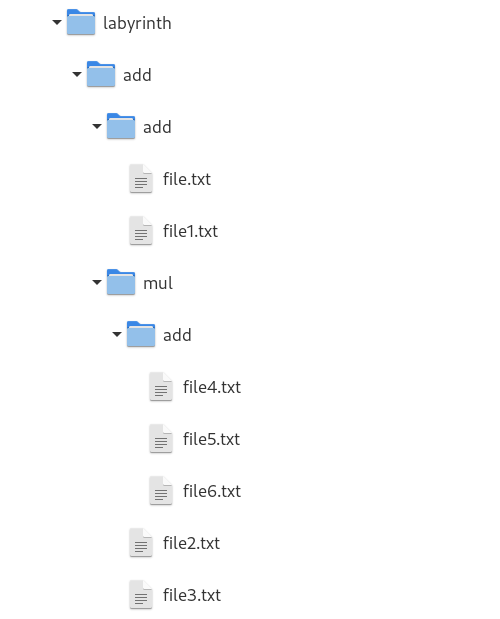 labyrinth
add
add
file.txt
file1.txt
mul
add
file4.txt
file5.txt
file6.txt
file2.txt
file3.txt